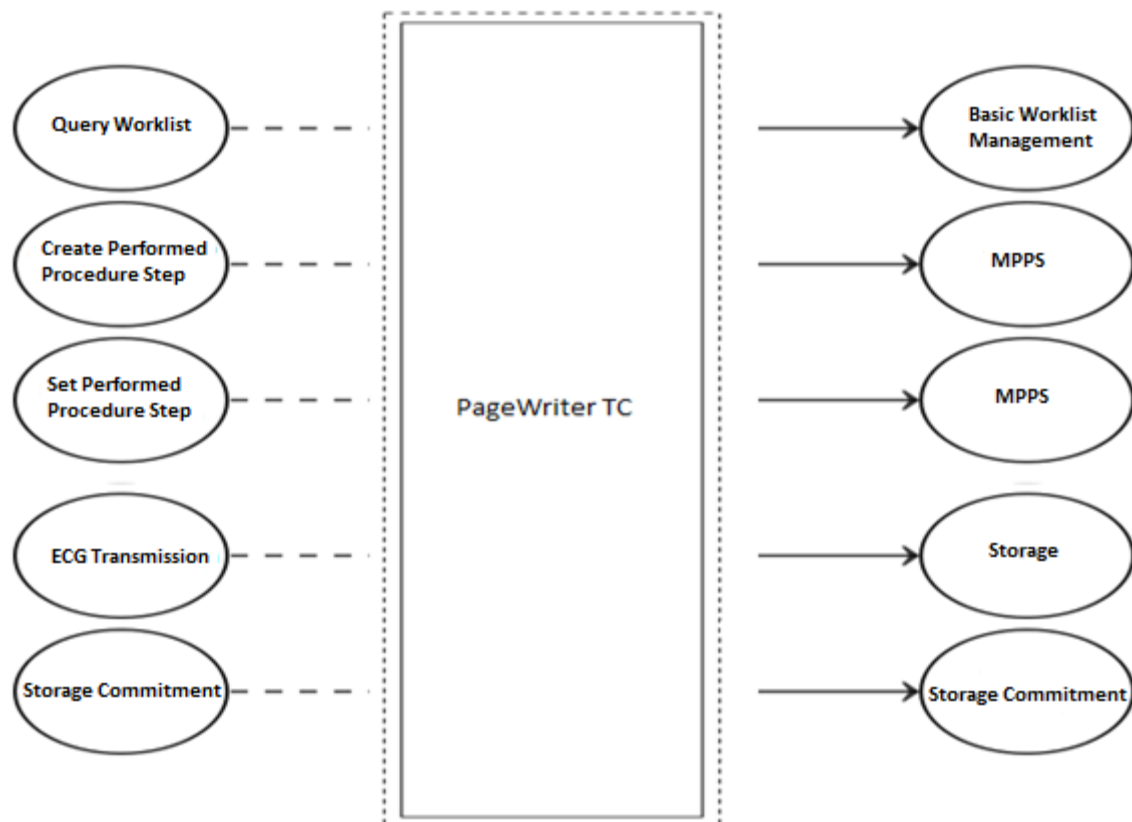 Query Worklist
Basic Worklist
Management
Create Performed
Procedure Step
MPPS
Set Performed
Procedure Step
MPPS
PageWriter TC
ECG Transmission
Storage
Storage Commitment
Storage Commitment